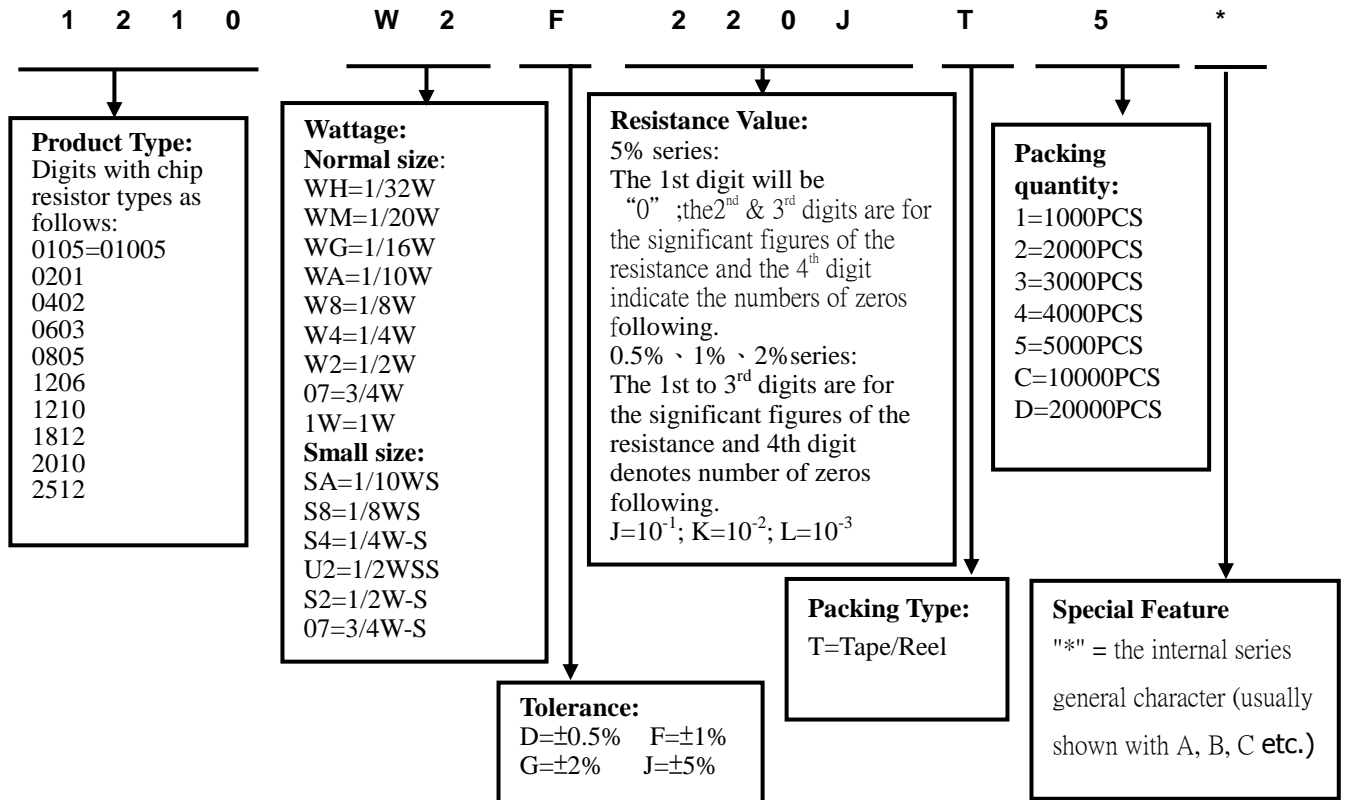 1 2 1 0 W 2 F 2 2 0 J T 5 *
Product Type:
Digits with chip
resistor types as
follows:
0105=01005
0201
0402
0603
0805
1206
1210
1812
2010
2512
Wattage:
Normal size:
WH=1/32W
WM=1/20W
WG=1/16W
WA=1/10W
W8=1/8W
W4=1/4W
W2=1/2W
07=3/4W
1W=1W
Small size:
SA=1/10WS
S8=1/8WS
S4=1/4W-S
U2=1/2WSS
S2=1/2W-S
07=3/4W-S
Tolerance:
D=±0.5% F=±1%
G=±2% J=±5%
Resistance Value:
5% series:
The 1st digit will be
“0” ;the2nd & 3rd digits are for
the significant figures of the
resistance and the 4th digit
indicate the numbers of zeros
following.
0.5%、1%、2%series:
The 1st to 3rd digits are for
the significant figures of the
resistance and 4th digit
denotes number of zeros
following.
J=10-1; K=10-2; L=10-3
Packing Type:
T=Tape/Reel
Packing
quantity:
1=1000PCS
2=2000PCS
3=3000PCS
4=4000PCS
5=5000PCS
C=10000PCS
D=20000PCS
Special Feature
"*" = the internal series
general character (usually
shown with A, B, C etc.)